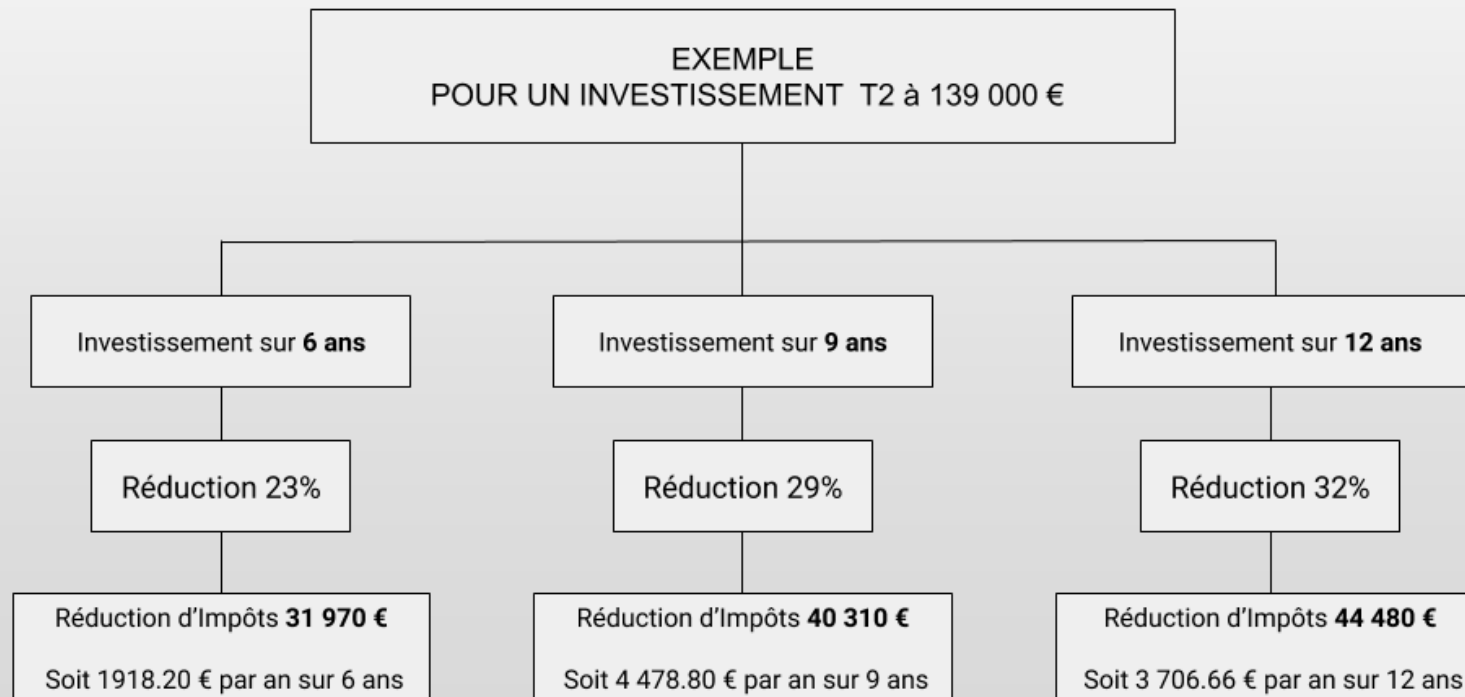 EXEMPLE
POUR UN INVESTISSEMENT T2 à 139 000 €
Investissement sur 6 ans
Investissement sur 9 ans
Investissement sur 12 ans
Réduction 23%
Réduction 29%
Réduction 32%
Réduction d'Impôts 31 970 €
Soit 1918.20 € par an sur 6 ans
Réduction d'Impôts 40 310 €
Soit 4 478.80 € par an sur 9 ans
Réduction d'Impôts 44 480 €
Soit 3 706.66 € par an sur 12 ans